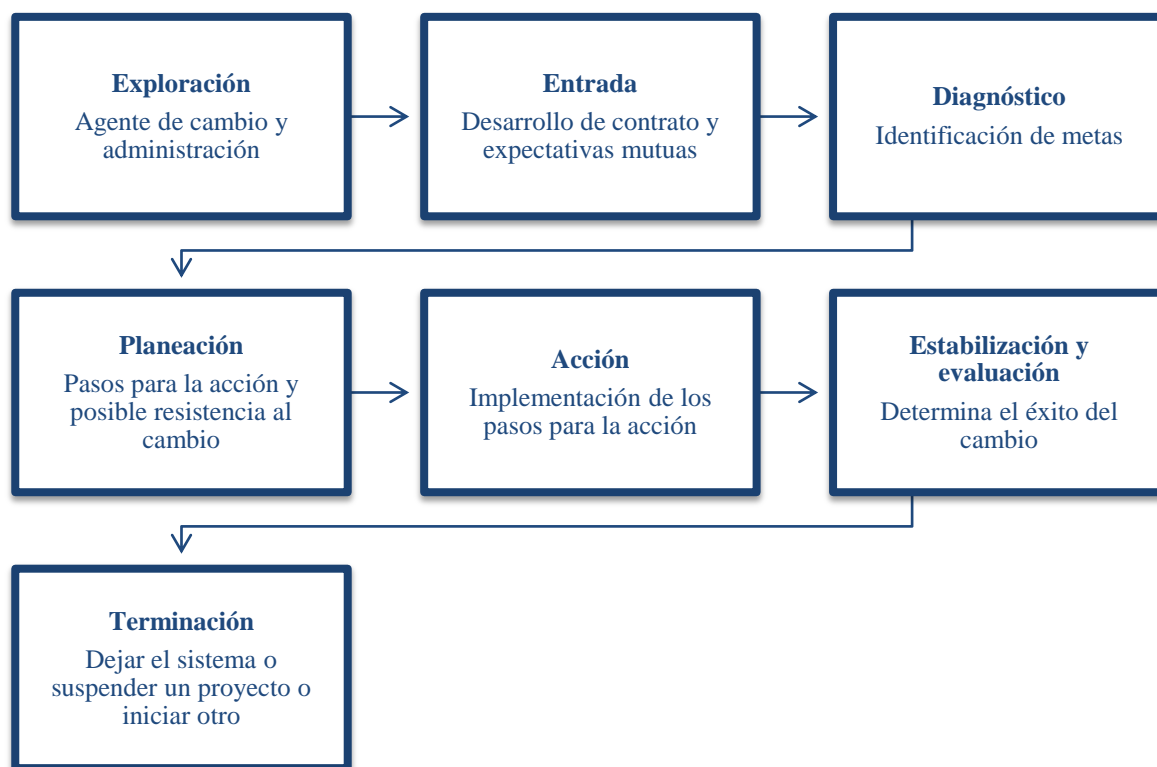 Exploración
Agente de cambio y
administración
Entrada
Desarrollo de contrato y
expectativas mutuas
Diagnóstico
Identificación de metas
Planeación
Pasos para la acción y
posible resistencia al
cambio
Acción
Implementación de los
pasos para la acción
Estabilización y
evaluación
Determina el éxito del
cambio
Terminación
Dejar el sistema o
suspender un proyecto o
iniciar otro